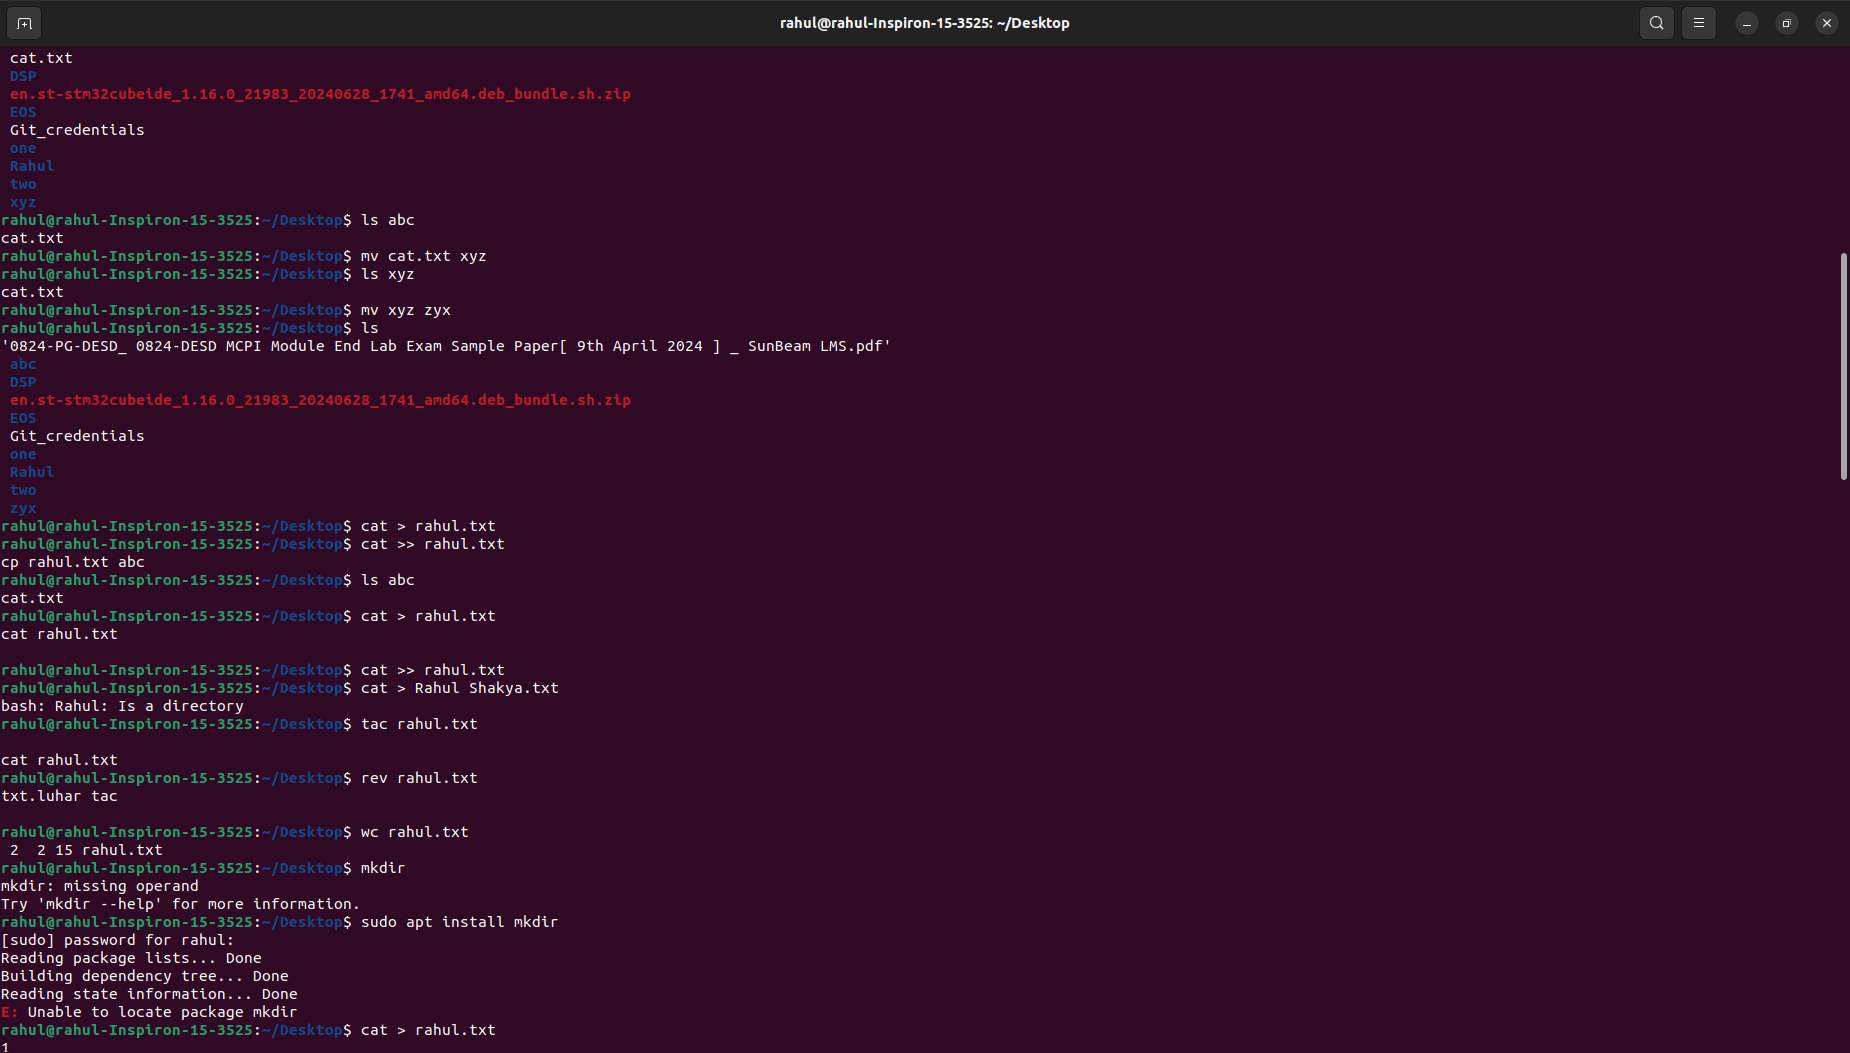 rahul@rahul-Inspiron-15-3525: ~/Desktop
cat.txt
DSP
en.st-stm32cubeide_1.16.0_21983_20240628_1741_amd64.deb_bundle.sh.zip
EOS
Git_credentials
one
Rahul
two
xyz
rahul@rahul-Inspiron-15-3525:~/Desktop$ ls abc
cat.txt
rahul@rahul-Inspiron-15-3525:~/Desktop$ mv cat.txt xyz
rahul@rahul-Inspiron-15-3525:~/Desktop$ ls xyz
cat.txt
rahul@rahul-Inspiron-15-3525:~/Desktop$ mv xyz zyx
rahul@rahul-Inspiron-15-3525:~/Desktop$ ls
'0824-PG-DESD_ 0824-DESD MCPI Module End Lab Exam Sample Paper[ 9th April 2024 ] _ SunBeam LMS.pdf'
abc
DSP
en.st-stm32cubeide_1.16.0_21983_20240628_1741_amd64.deb_bundle.sh.zip
EOS
Git_credentials
one
Rahul
two
zyx
rahul@rahul-Inspiron-15-3525:~/Desktop$ cat > rahul.txt
rahul@rahul-Inspiron-15-3525:~/Desktop$ cat >> rahul.txt
cp rahul.txt abc
rahul@rahul-Inspiron-15-3525:~/Desktop$ ls abc
cat.txt
rahul@rahul-Inspiron-15-3525:~/Desktop$ cat > rahul.txt
cat rahul.txt
rahul@rahul-Inspiron-15-3525:~/Desktop$ cat >> rahul.txt
rahul@rahul-Inspiron-15-3525:~/Desktop$ cat > Rahul Shakya.txt
bash: Rahul: Is a directory
rahul@rahul-Inspiron-15-3525:~/Desktop$ tac rahul.txt
cat rahul.txt
rahul@rahul-Inspiron-15-3525:~/Desktop$ rev rahul.txt
txt.luhar tac
rahul@rahul-Inspiron-15-3525:~/Desktop$ wc rahul.txt
2  2 15 rahul.txt
rahul@rahul-Inspiron-15-3525:~/Desktop$ mkdir
mkdir: missing operand
Try 'mkdir --help' for more information.
rahul@rahul-Inspiron-15-3525:~/Desktop$ sudo apt install mkdir
[sudo] password for rahul:
Reading package lists... Done
Building dependency tree... Done
Reading state information... Done
E: Unable to locate package mkdir
rahul@rahul-Inspiron-15-3525:~/Desktop$ cat > rahul.txt
1